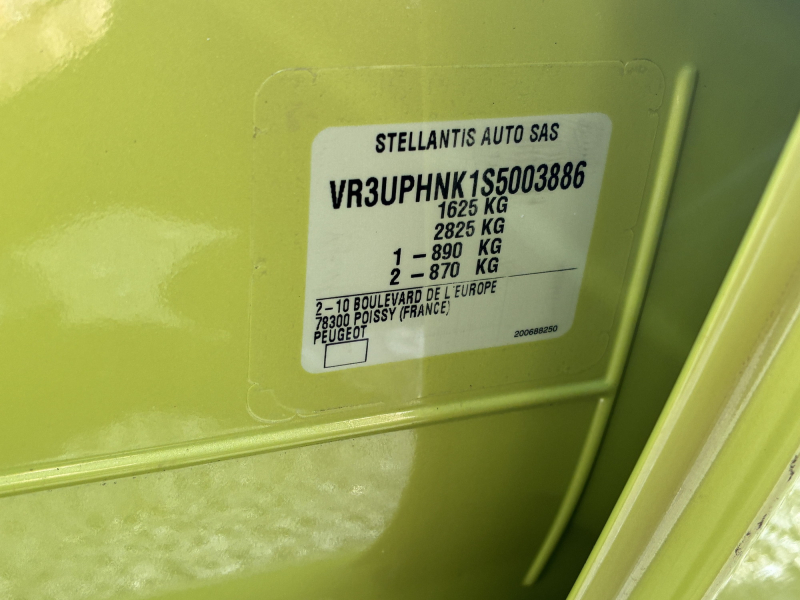 STELLANTIS AUTO SAS
VR3UPHNK1S5003886
1625 KG
2825 KG
1 – 890 KG
2 – 870 KG
2 – 10 BOULEVARD DE L'EUROPE
78300 POISSY (FRANCE)
PEUGEOT
200688250